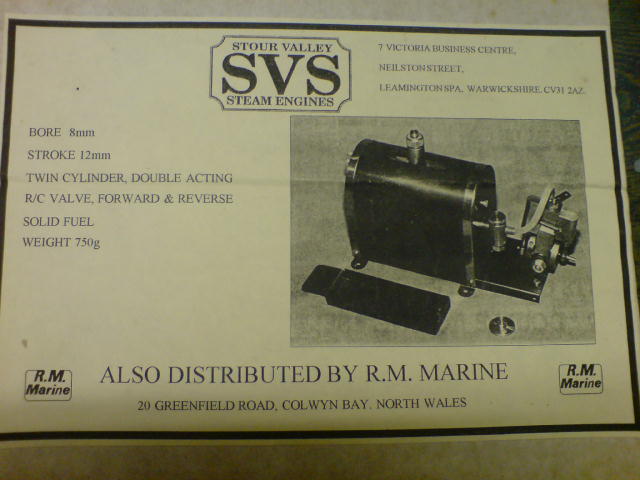 STOUR VALLEY
SVS
STEAM ENGINES
7 VICTORIA BUSINESS CENTRE,
NEILSTON STREET,
LEAMINGTON SPA, WARWICKSHIRE. CV31 2AZ.
BORE 8mm
STROKE 12mm
TWIN CYLINDER, DOUBLE ACTING
R/C VALVE, FORWARD & REVERSE
SOLID FUEL
WEIGHT 750g
R.M.
Marine
ALSO DISTRIBUTED BY R.M. MARINE
20 GREENFIELD ROAD, COLWYN BAY. NORTH WALES
R.M.
Marine